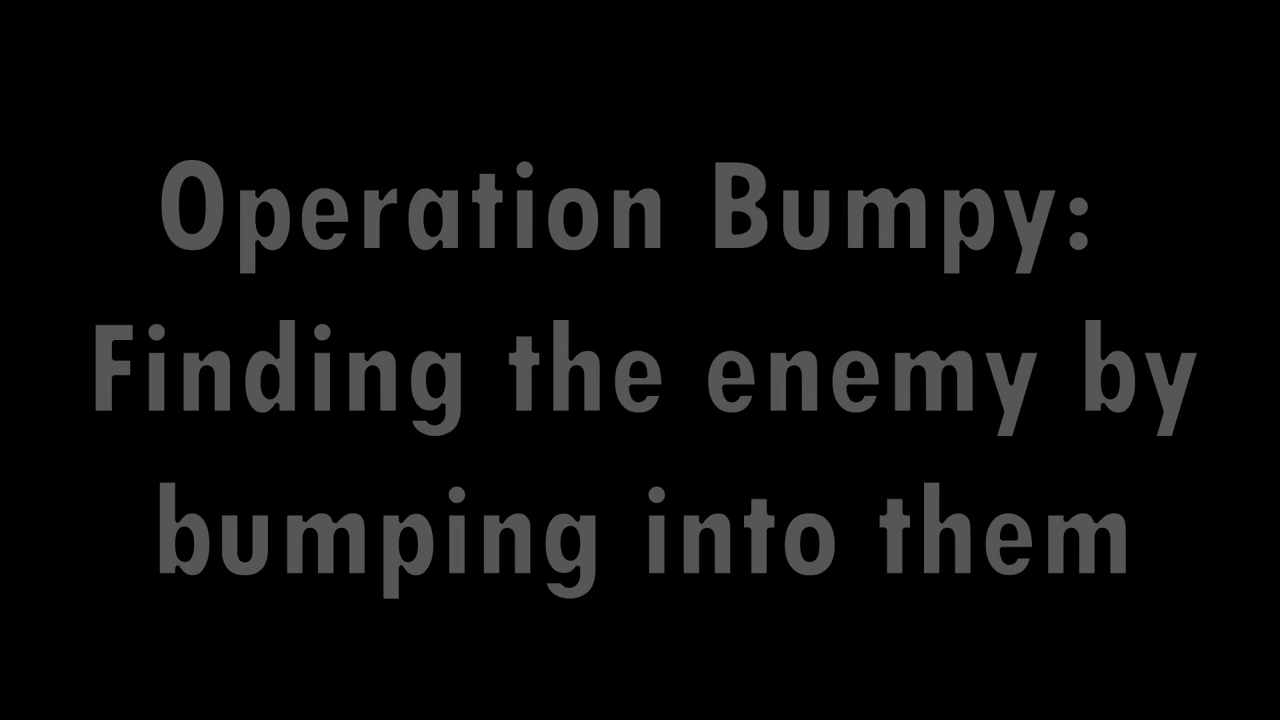 Operation Bumpy:
Finding the enemy by
bumping into them